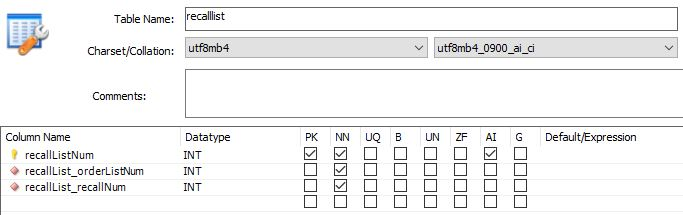 Table Name: recalllist
Charset/Collation: utf8mb4 utf8mb4_0900_ai_ci
Comments:
Column Name Datatype PK NN UQ B UN ZF AI G Default/Expression
recallListNum INT
recallList_orderListNum INT
recallList_recallNum INT